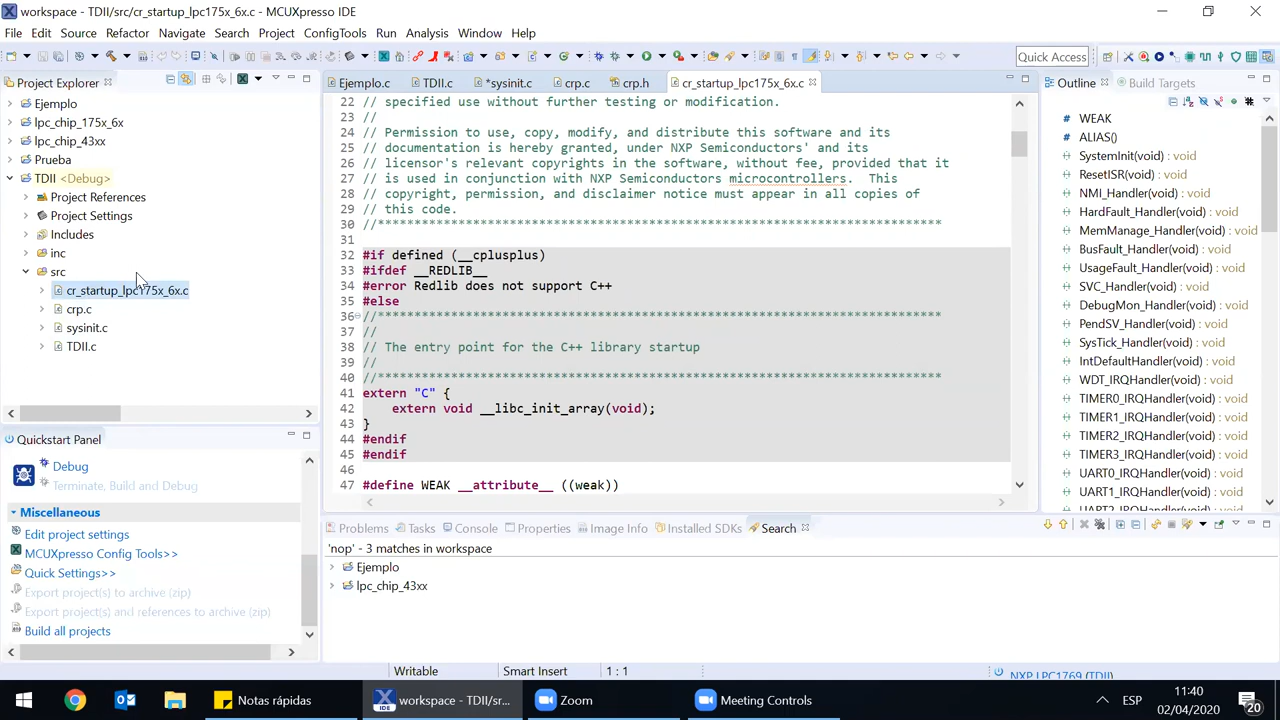 workspace - TDII/src/cr_startup_lpc175x_6x.c - MCUXpresso IDE
File Edit Source Refactor Navigate Search Project ConfigTools Run Analysis Window Help
Quick Access
Project Explorer
Ejemplo
lpc_chip_175x_6x
lpc_chip_43xx
Prueba
TDII <Debug>
Project References
Project Settings
Includes
inc
src
cr_startup_lpc175x_6x.c
crp.c
sysinit.c
TDII.c
Quickstart Panel
Debug
Terminate, Build and Debug
Miscellaneous
Edit project settings
MCUXpresso Config Tools>>
Quick Settings>>
Export project(s) to archive (zip)
Export project(s) and references to archive (zip)
Build all projects
Ejemplo.c TDII.c *sysinit.c crp.c crp.h cr_startup_lpc175x_6x.c
22 // specified use without further testing or modification.
23 //
24 // Permission to use, copy, modify, and distribute this software and its
25 // documentation is hereby granted, under NXP Semiconductors' and its
26 // licensor's relevant copyrights in the software, without fee, provided that it
27 // is used in conjunction with NXP Semiconductors microcontrollers.  This
28 // copyright, permission, and disclaimer notice must appear in all copies of
29 // this code.
30 //*****************************************************************************
31
32 #if defined (__cplusplus)
33 #ifdef __REDLIB__
34 #error Redlib does not support C++
35 #else
36 //*****************************************************************************
37 //
38 // The entry point for the C++ library startup
39 //
40 //*****************************************************************************
41 extern "C" {
42     extern void __libc_init_array(void);
43 }
44 #endif
45 #endif
46
47 #define WEAK __attribute__ ((weak))
Outline Build Targets
WEAK
ALIAS()
SystemInit(void) : void
ResetISR(void) : void
NMI_Handler(void) : void
HardFault_Handler(void) : void
MemManage_Handler(void) : void
BusFault_Handler(void) : void
UsageFault_Handler(void) : void
SVC_Handler(void) : void
DebugMon_Handler(void) : void
PendSV_Handler(void) : void
SysTick_Handler(void) : void
IntDefaultHandler(void) : void
WDT_IRQHandler(void) : void
TIMER0_IRQHandler(void) : void
TIMER1_IRQHandler(void) : void
TIMER2_IRQHandler(void) : void
TIMER3_IRQHandler(void) : void
UART0_IRQHandler(void) : void
UART1_IRQHandler(void) : void
Problems Tasks Console Properties Image Info Installed SDKs Search
'nop' - 3 matches in workspace
Ejemplo
lpc_chip_43xx
Writable Smart Insert 1 : 1 NXP LPC1769 (TDII)
Notas rápidas
workspace - TDII/sr...
Zoom
Meeting Controls
ESP
11:40
02/04/2020
20